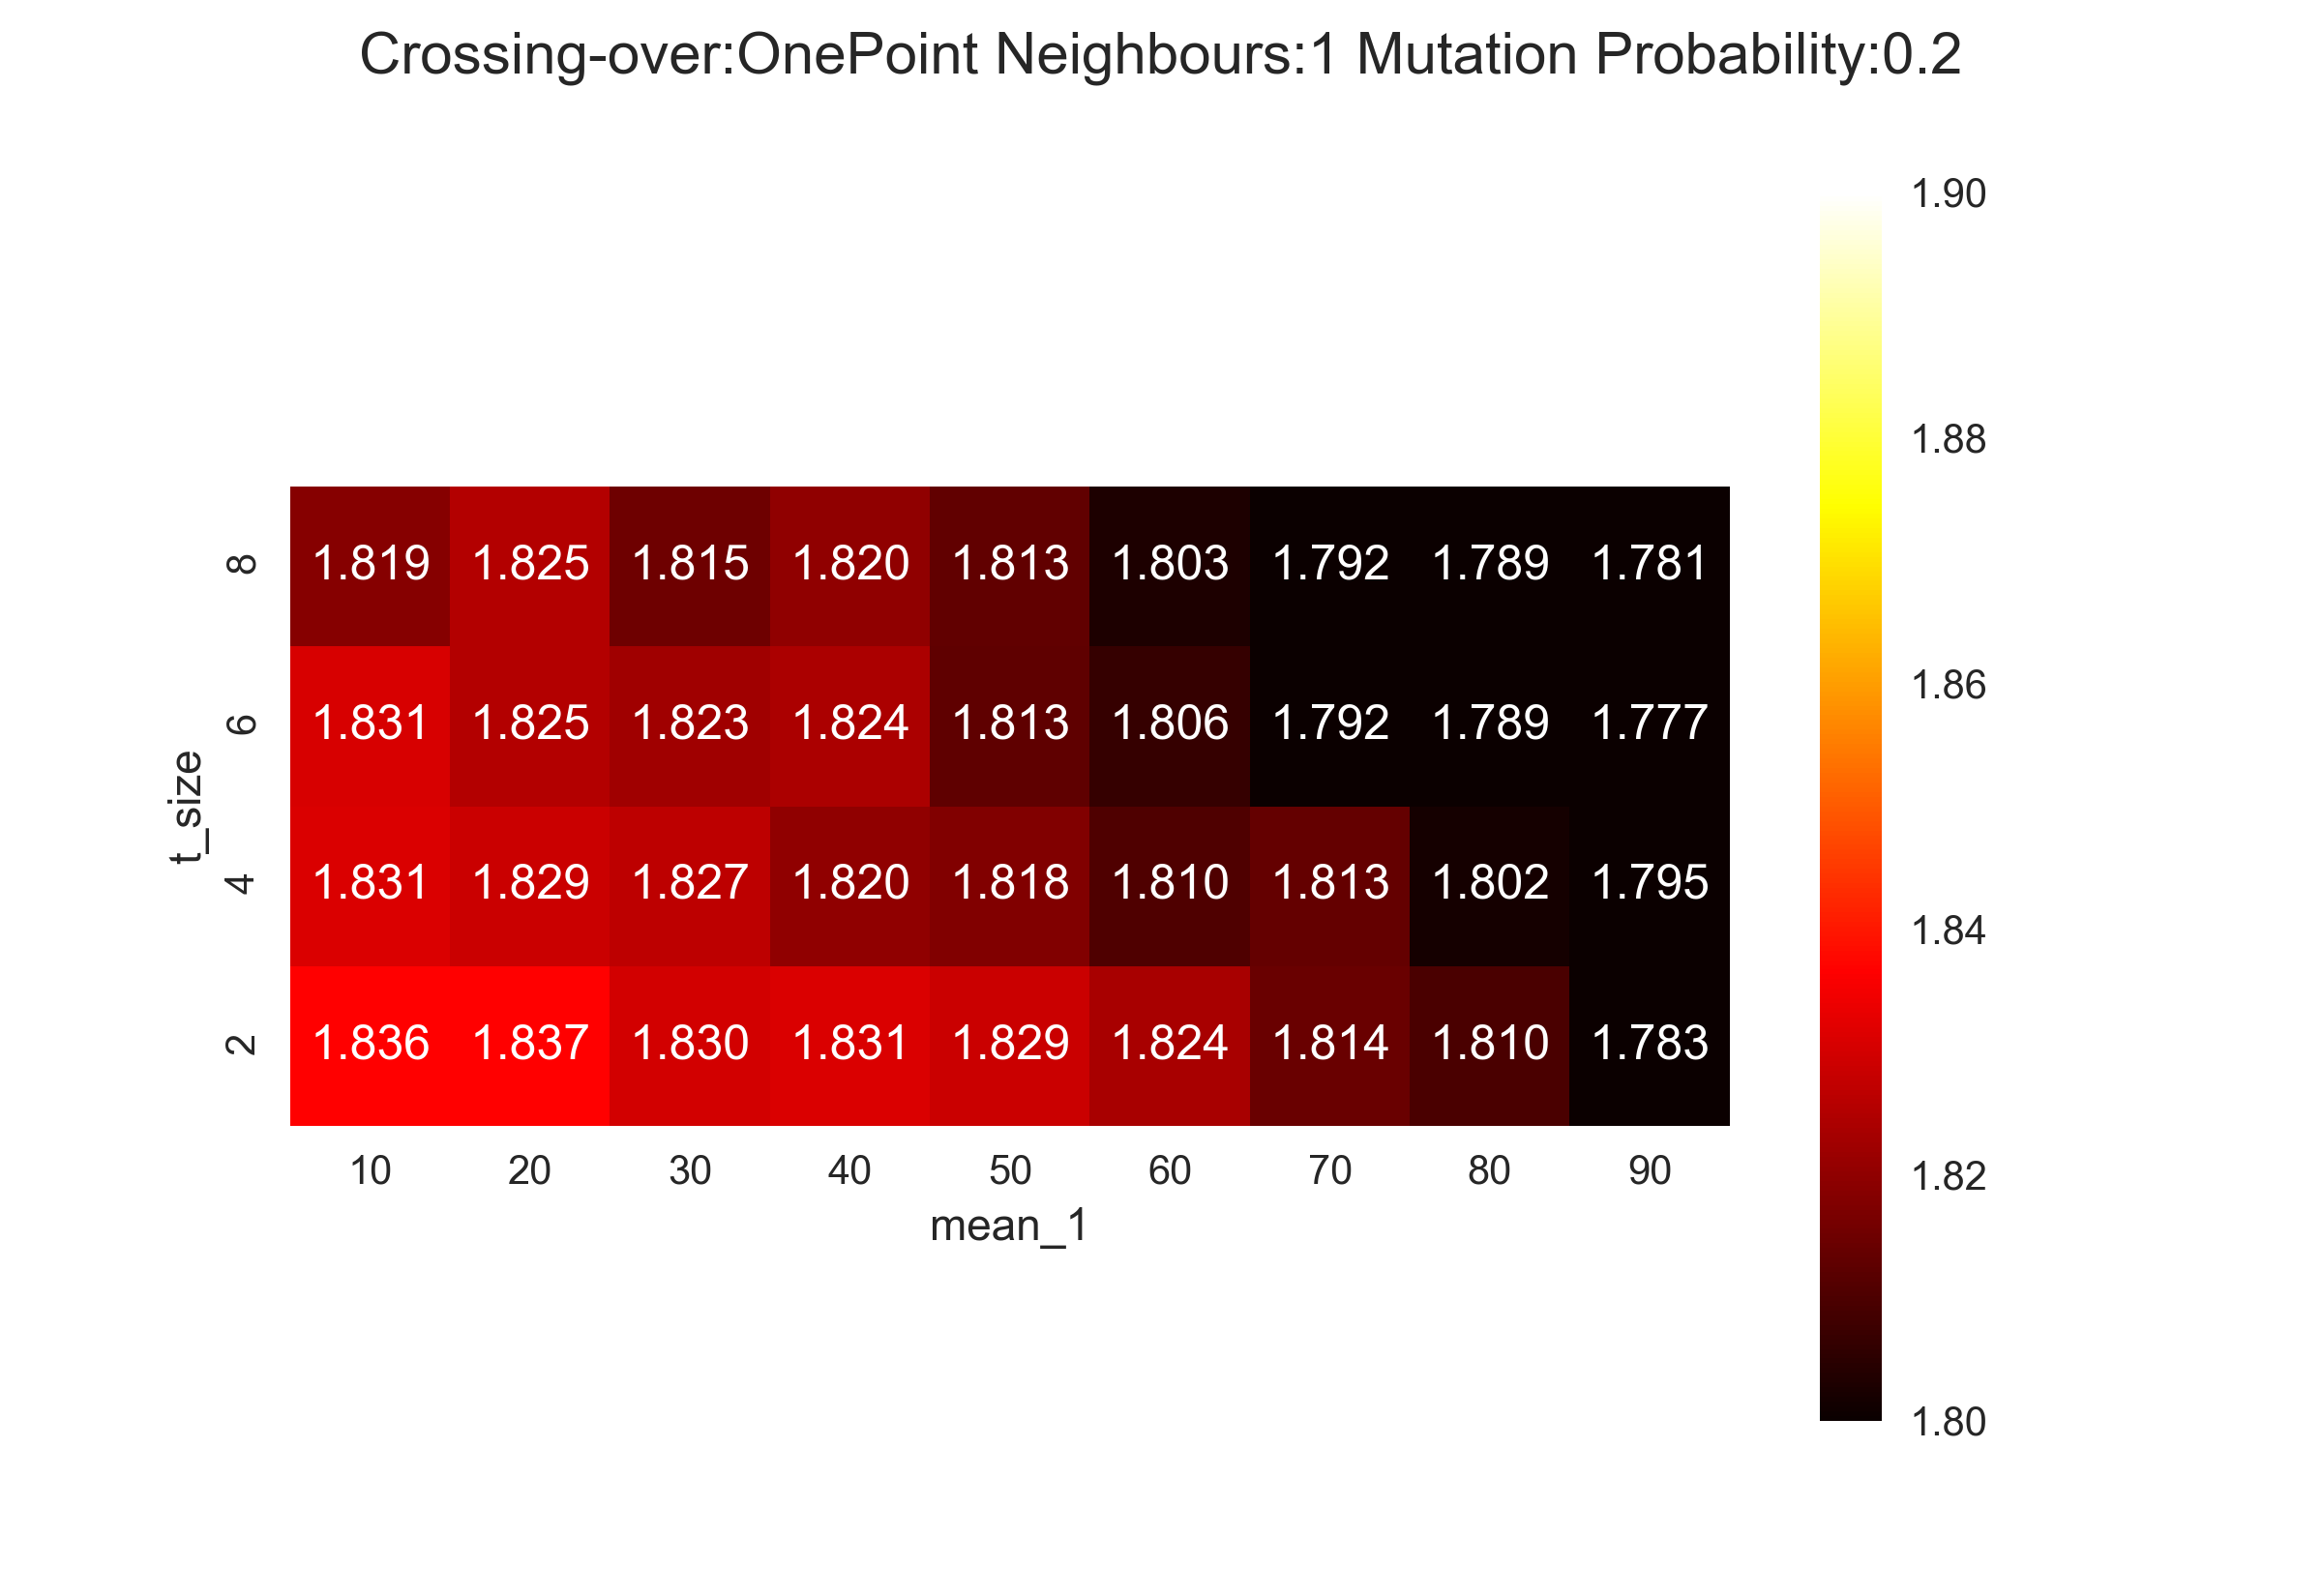 Crossing-over:OnePoint Neighbours:1 Mutation Probability:0.2
1.90
1.88
1.86
1.84
1.82
1.80
t_size
8 1.819 1.825 1.815 1.820 1.813 1.803 1.792 1.789 1.781
6 1.831 1.825 1.823 1.824 1.813 1.806 1.792 1.789 1.777
4 1.831 1.829 1.827 1.820 1.818 1.810 1.813 1.802 1.795
2 1.836 1.837 1.830 1.831 1.829 1.824 1.814 1.810 1.783
10 20 30 40 50 60 70 80 90
mean_1